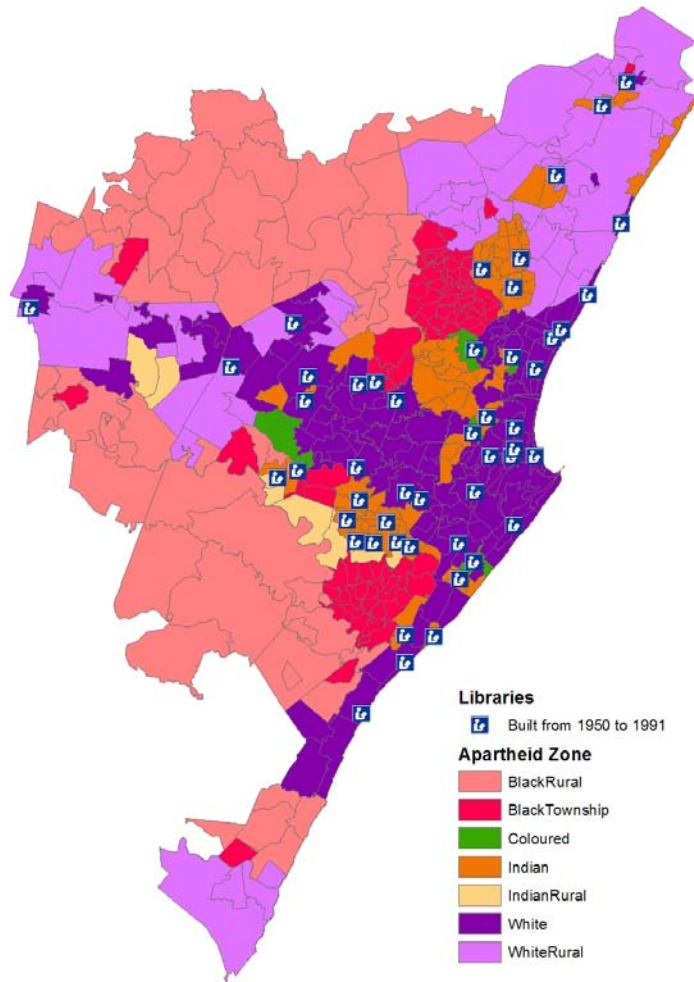 Libraries
Built from 1950 to 1991
Apartheid Zone
BlackRural
BlackTownship
Coloured
Indian
IndianRural
White
WhiteRural